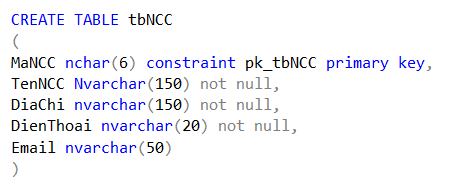 CREATE TABLE tbNCC
(
MaNCC nchar(6) constraint pk_tbNCC primary key,
TenNCC Nvarchar(150) not null,
DiaChi nvarchar(150) not null,
DienThoai nvarchar(20) not null,
Email nvarchar(50)
)